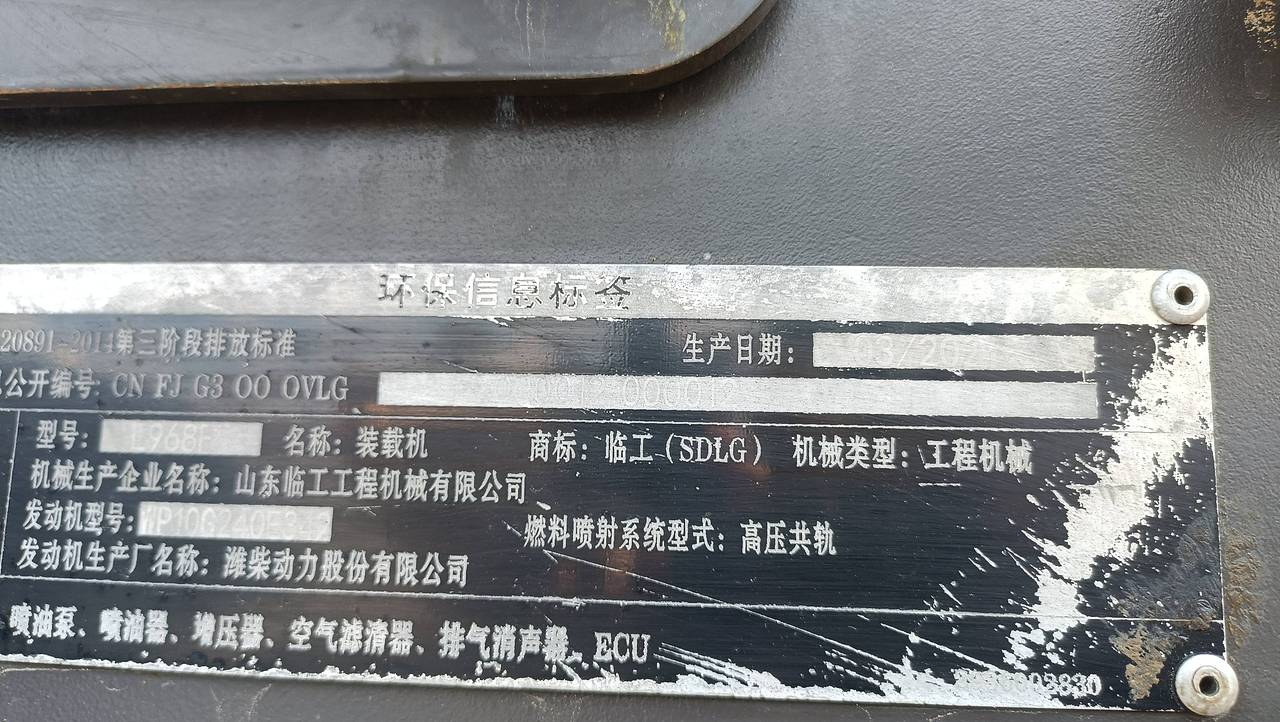 环保信息标签
20891-2014第三阶段排放标准 生产日期: 03/20
公开编号: CN FJ G3 OO OVLG
型号: L968F 名称: 装载机 商标: 临工(SDLG) 机械类型: 工程机械
机械生产企业名称: 山东临工工程机械有限公司
发动机型号: WP10G240E343
燃料喷射系统型式: 高压共轨
发动机生产厂名称: 潍柴动力股份有限公司
喷油泵、喷油器、增压器、空气滤清器、排气消声器、ECU